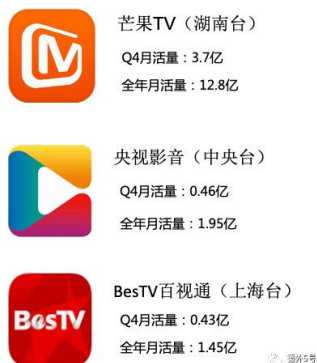 芒果TV（湖南台）
Q4月活量：3.7亿
全年月活量：12.8亿
央视影音（中央台）
Q4月活量：0.46亿
全年月活量：1.95亿
BesTV
BesTV百视通（上海台）
Q4月活量：0.43亿
全年月活量：1.45亿
德外5号